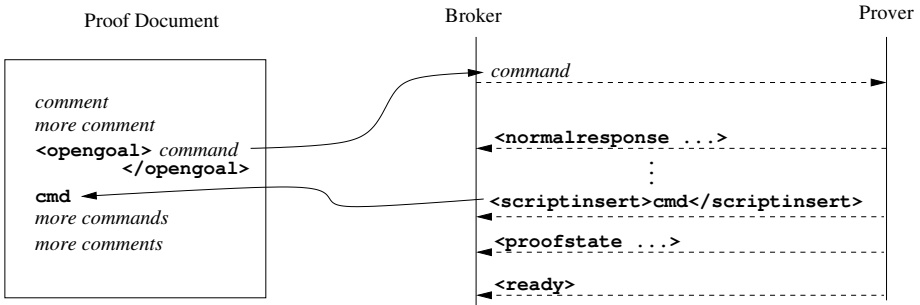 Proof Document
Broker
Prover
comment
more comment
<opengoal> command
</opengoal>
cmd
more commands
more comments
command
<normalresponse ...>
<scriptinsert>cmd</scriptinsert>
<proofstate ...>
<ready>